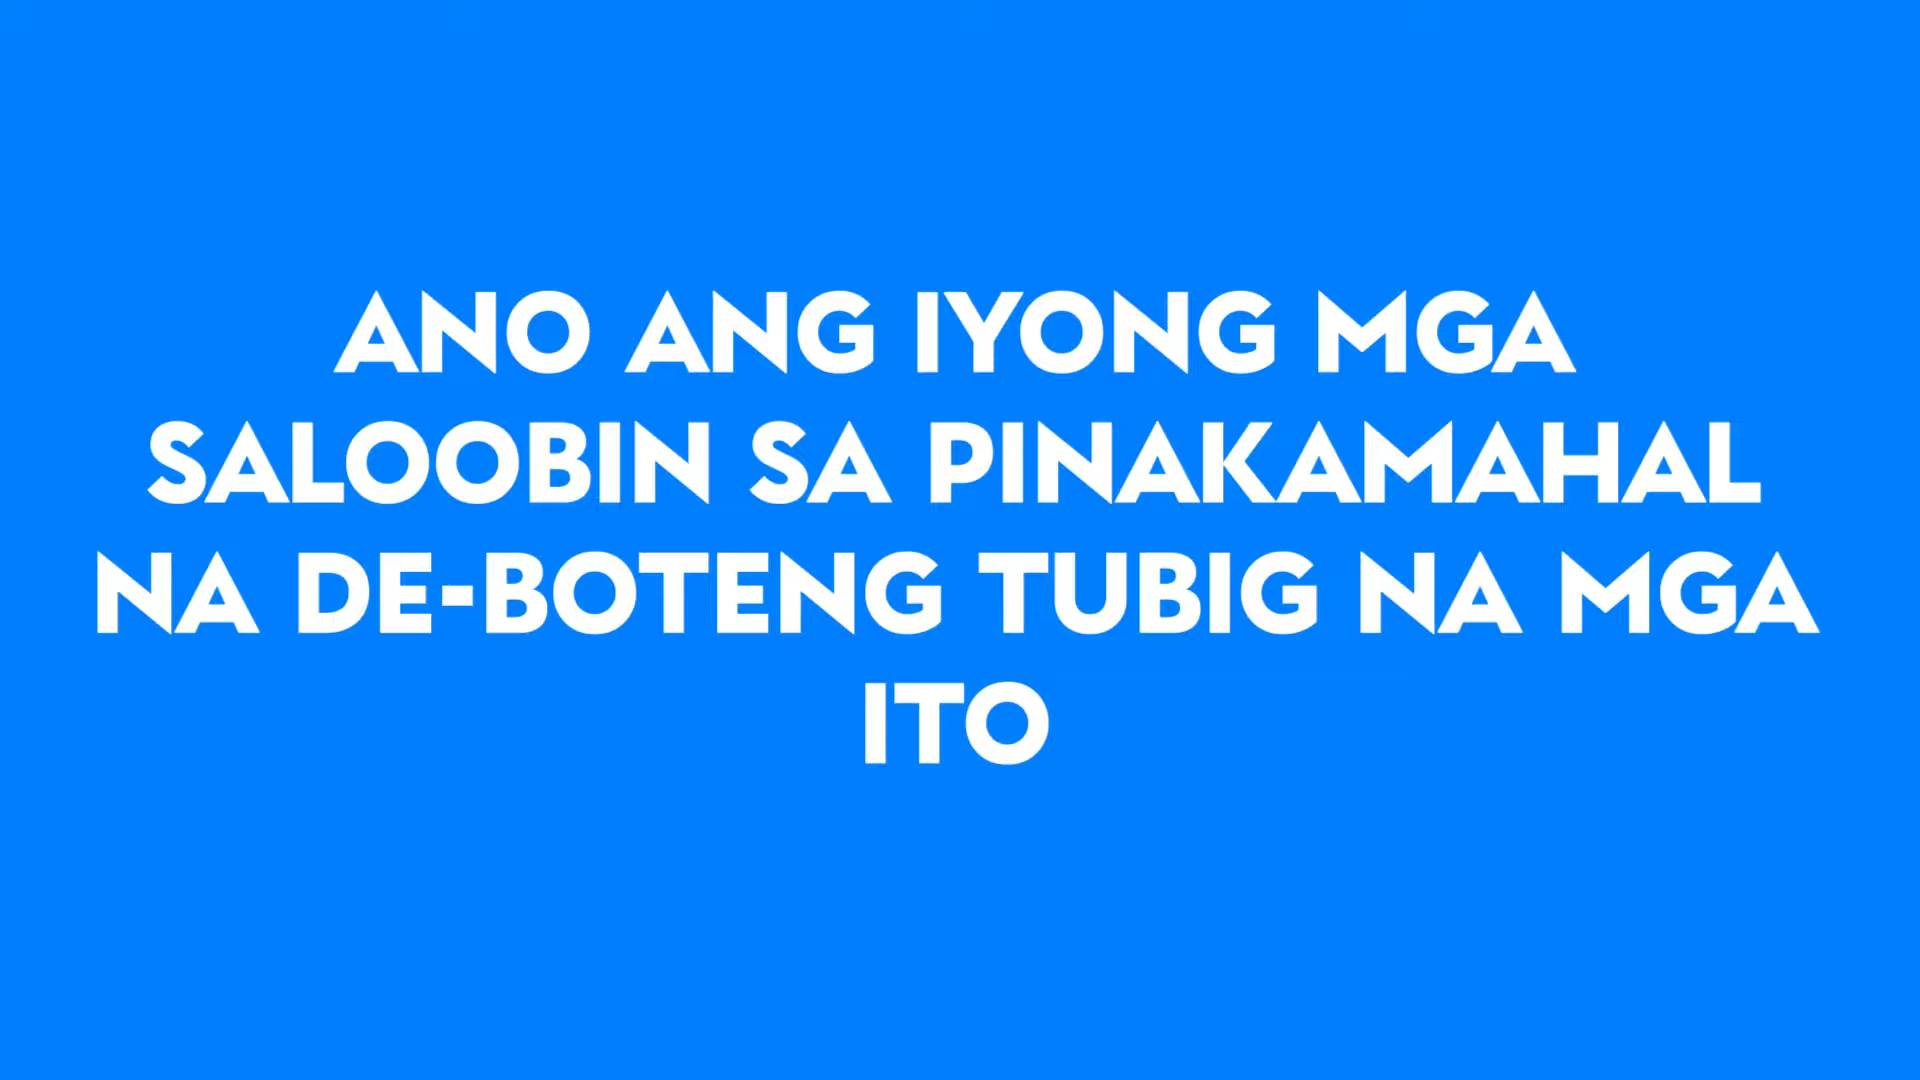 ANO ANG IYONG MGA
SALOOBIN SA PINAKAMAHAL
NA DE-BOTENG TUBIG NA MGA
ITO